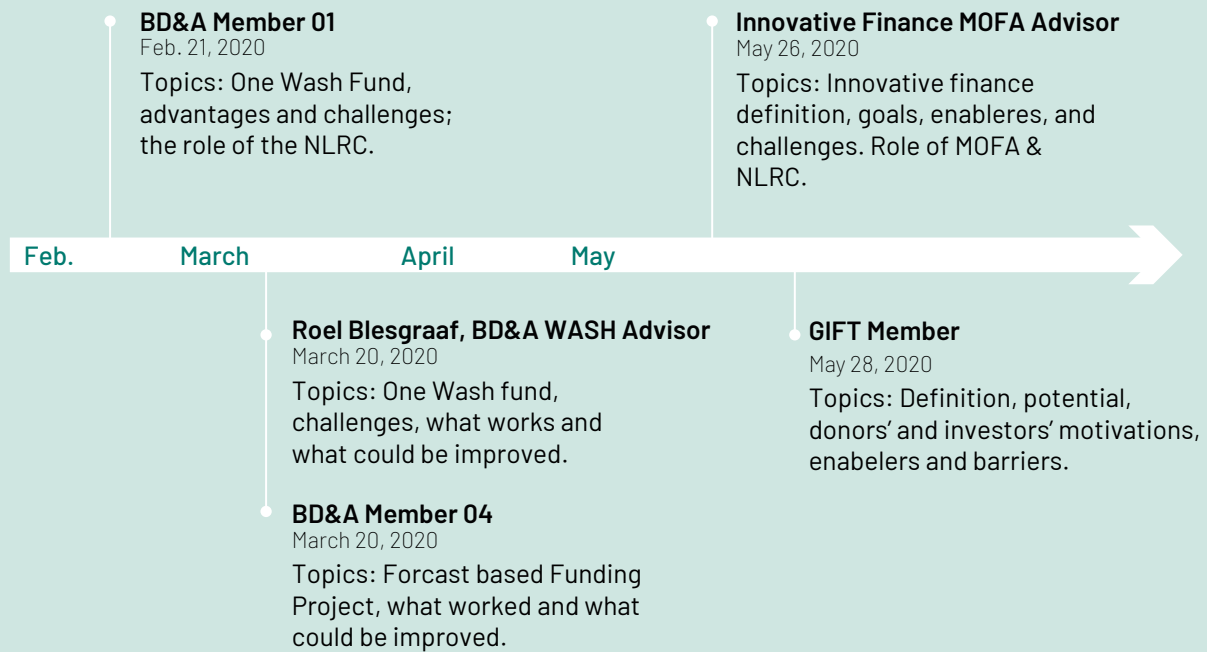 BD&A Member 01
Feb. 21, 2020
Topics: One Wash Fund,
advantages and challenges;
the role of the NLRC.
Innovative Finance MOFA Advisor
May 26, 2020
Topics: Innovative finance
definition, goals, enableres, and
challenges. Role of MOFA &
NLRC.
Feb. March April May
Roel Blesgraaf, BD&A WASH Advisor
March 20, 2020
Topics: One Wash fund,
challenges, what works and
what could be improved.
BD&A Member 04
March 20, 2020
Topics: Forcast based Funding
Project, what worked and what
could be improved.
GIFT Member
May 28, 2020
Topics: Definition, potential,
donors’ and investors’ motivations,
enabelers and barriers.